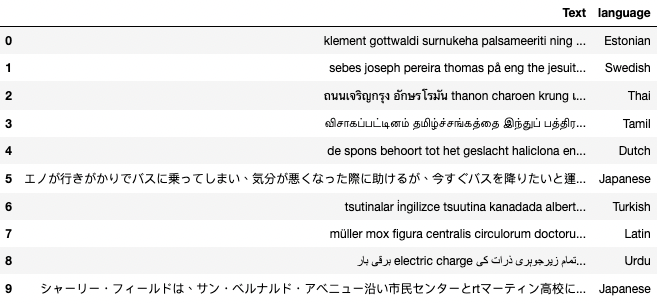 Text language
0 klement gottwaldi surnukeha palsameeriti ning ... Estonian
1 sebes joseph pereira thomas på eng the jesuit... Swedish
2 ถนนเจริญกรุง อักษรโรมัน thanon charoen krung เ... Thai
3 விசாகப்பட்டினம் தமிழ்ச்சங்கத்தை இந்துப் பத்திர... Tamil
4 de spons behoort tot het geslacht haliclona en... Dutch
5 エノが行きがかりでバスに乗ってしまい、気分が悪くなった際に助けるが、今すぐバスを降りたいと運... Japanese
6 tsutinalar i̇ngilizce tsuutina kanadada albert... Turkish
7 müller mox figura centralis circulorum doctoru... Latin
8 برقی بار electric charge تمام زیرجوہری ذرات کی... Urdu
9 シャーリー・フィールドは、サン・ベルナルド・アベニュー沿い市民センターとrtマーティン高校に... Japanese